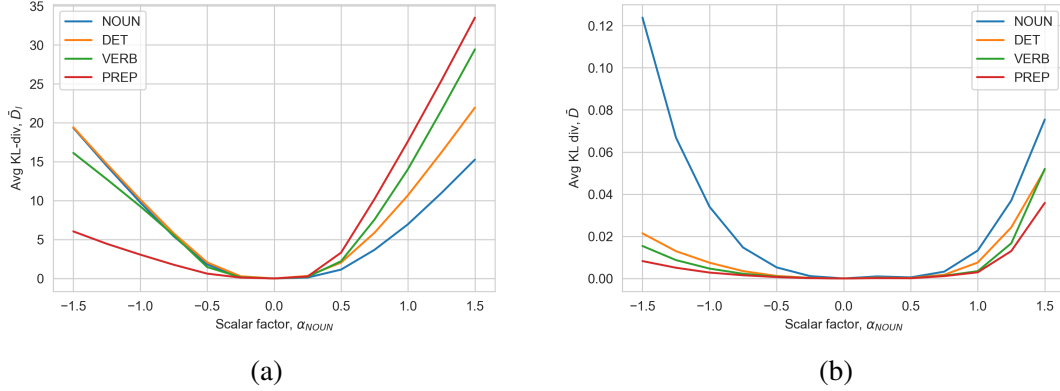 35
30
25
20
15
10
5
0
Avg KL-div, D̄ₗ
NOUN
DET
VERB
PREP
−1.5 −1.0 −0.5 0.0 0.5 1.0 1.5
Scalar factor, α_NOUN
(a)
0.12
0.10
0.08
0.06
0.04
0.02
0.00
Avg KL div, D̄
NOUN
DET
VERB
PREP
−1.5 −1.0 −0.5 0.0 0.5 1.0 1.5
Scalar factor, α_NOUN
(b)